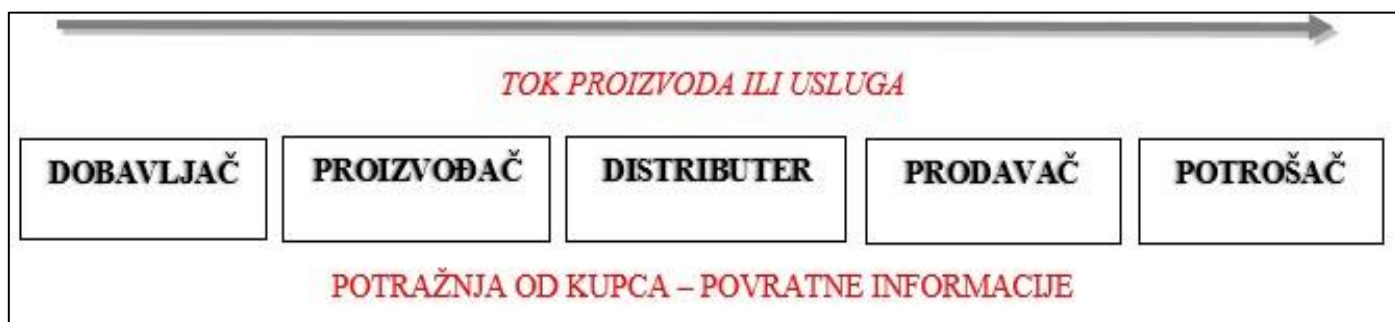 TOK PROIZVODA ILI USLUGA
DOBAVLJAČ PROIZVOĐAČ DISTRIBUTER PRODAVAČ POTROŠAČ
POTRAŽNJA OD KUPCA – POVRATNE INFORMACIJE